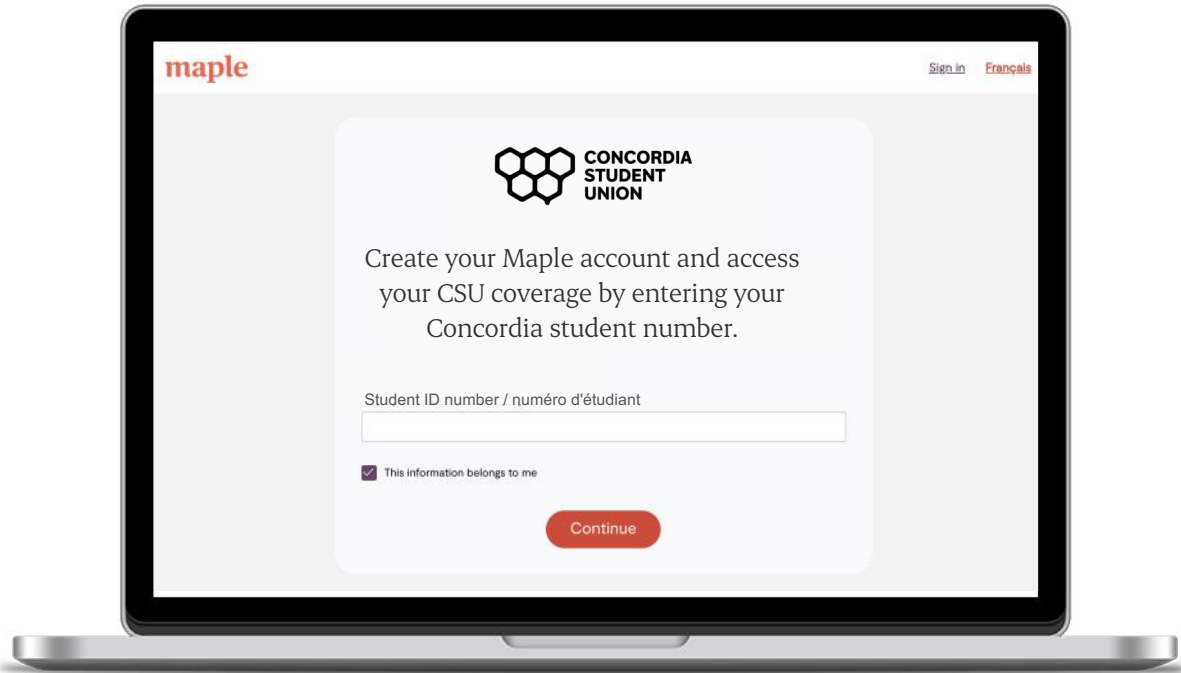 maple
Sign in Français
CONCORDIA
STUDENT
UNION
Create your Maple account and access
your CSU coverage by entering your
Concordia student number.
Student ID number / numéro d'étudiant
This information belongs to me
Continue